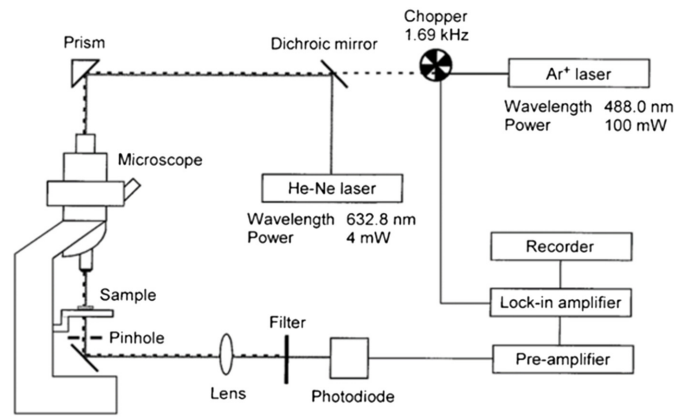 Chopper
1.69 kHz
Prism
Dichroic mirror
Ar⁺ laser
Wavelength 488.0 nm
Power 100 mW
Microscope
He-Ne laser
Wavelength 632.8 nm
Power 4 mW
Recorder
Sample
Lock-in amplifier
Filter
Pinhole
Pre-amplifier
Lens
Photodiode